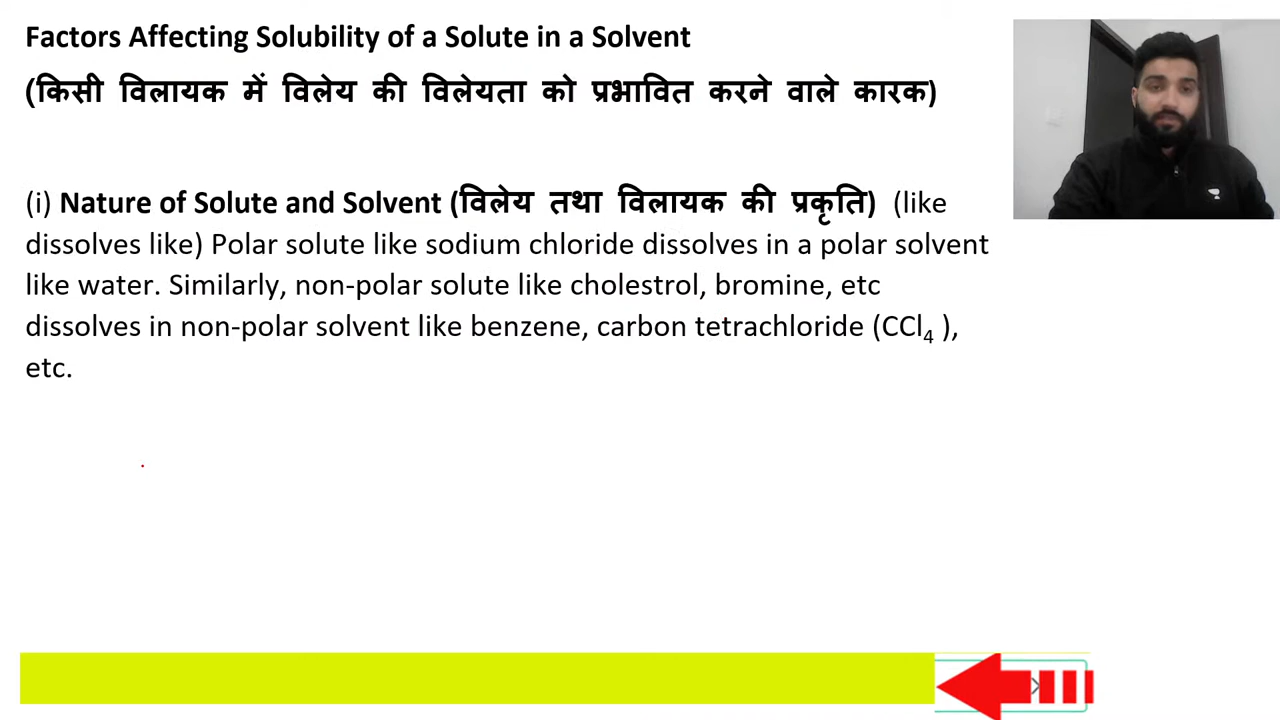 Factors Affecting Solubility of a Solute in a Solvent
(किसी विलायक में विलेय की विलेयता को प्रभावित करने वाले कारक)
(i) Nature of Solute and Solvent (विलेय तथा विलायक की प्रकृति) (like
dissolves like) Polar solute like sodium chloride dissolves in a polar solvent
like water. Similarly, non-polar solute like cholestrol, bromine, etc
dissolves in non-polar solvent like benzene, carbon tetrachloride (CCl₄ ),
etc.